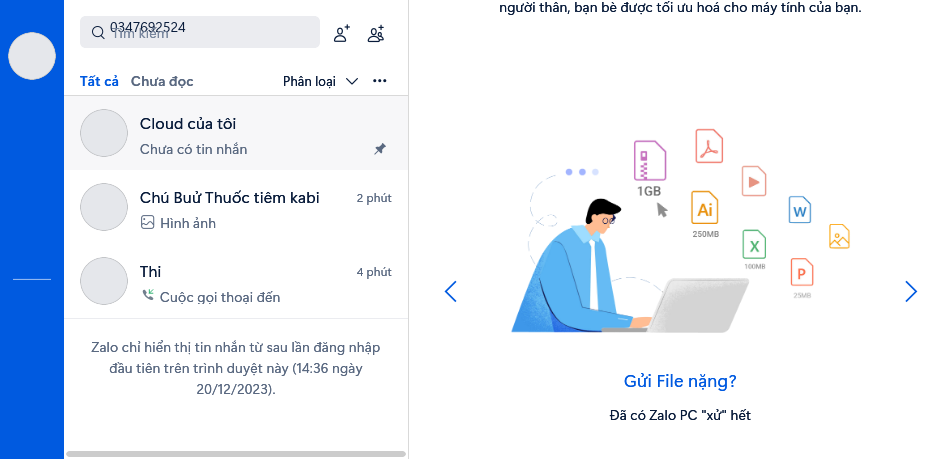 người thân, bạn bè được tối ưu hoá cho máy tính của bạn.
0347692524
Tìm kiếm
Tất cả
Chưa đọc
Phân loại
Cloud của tôi
Chưa có tin nhắn
Chú Buử Thuốc tiêm kabi
2 phút
Hình ảnh
Thi
4 phút
Cuộc gọi thoại đến
Zalo chỉ hiển thị tin nhắn từ sau lần đăng nhập
đầu tiên trên trình duyệt này (14:36 ngày
20/12/2023).
1GB
Ai
250MB
W
X
100MB
P
25MB
Gửi File nặng?
Đã có Zalo PC "xử" hết